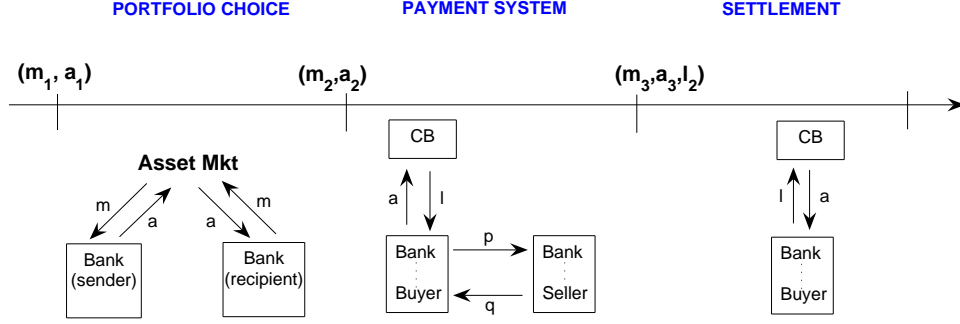 PORTFOLIO CHOICE PAYMENT SYSTEM SETTLEMENT
(m1, a1) (m2,a2) (m3,a3,l2)
CB CB
Asset Mkt
m a a m
a l
l a
Bank
(sender)
Bank
(recipient)
Bank
Buyer
p
q
Bank
Seller
Bank
Buyer